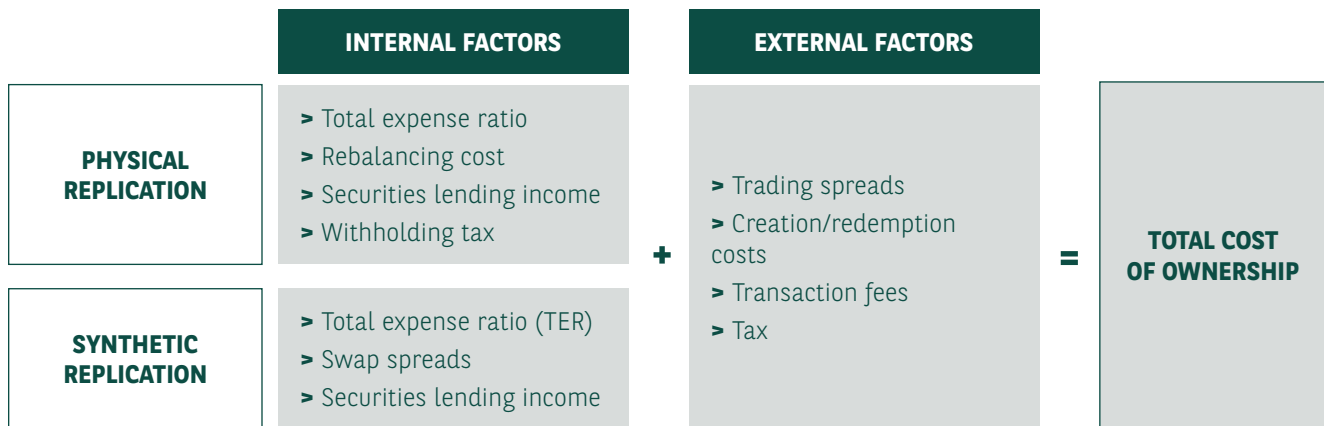 INTERNAL FACTORS
EXTERNAL FACTORS
PHYSICAL
REPLICATION
> Total expense ratio
> Rebalancing cost
> Securities lending income
> Withholding tax
SYNTHETIC
REPLICATION
> Total expense ratio (TER)
> Swap spreads
> Securities lending income
+
> Trading spreads
> Creation/redemption
costs
> Transaction fees
> Tax
=
TOTAL COST
OF OWNERSHIP